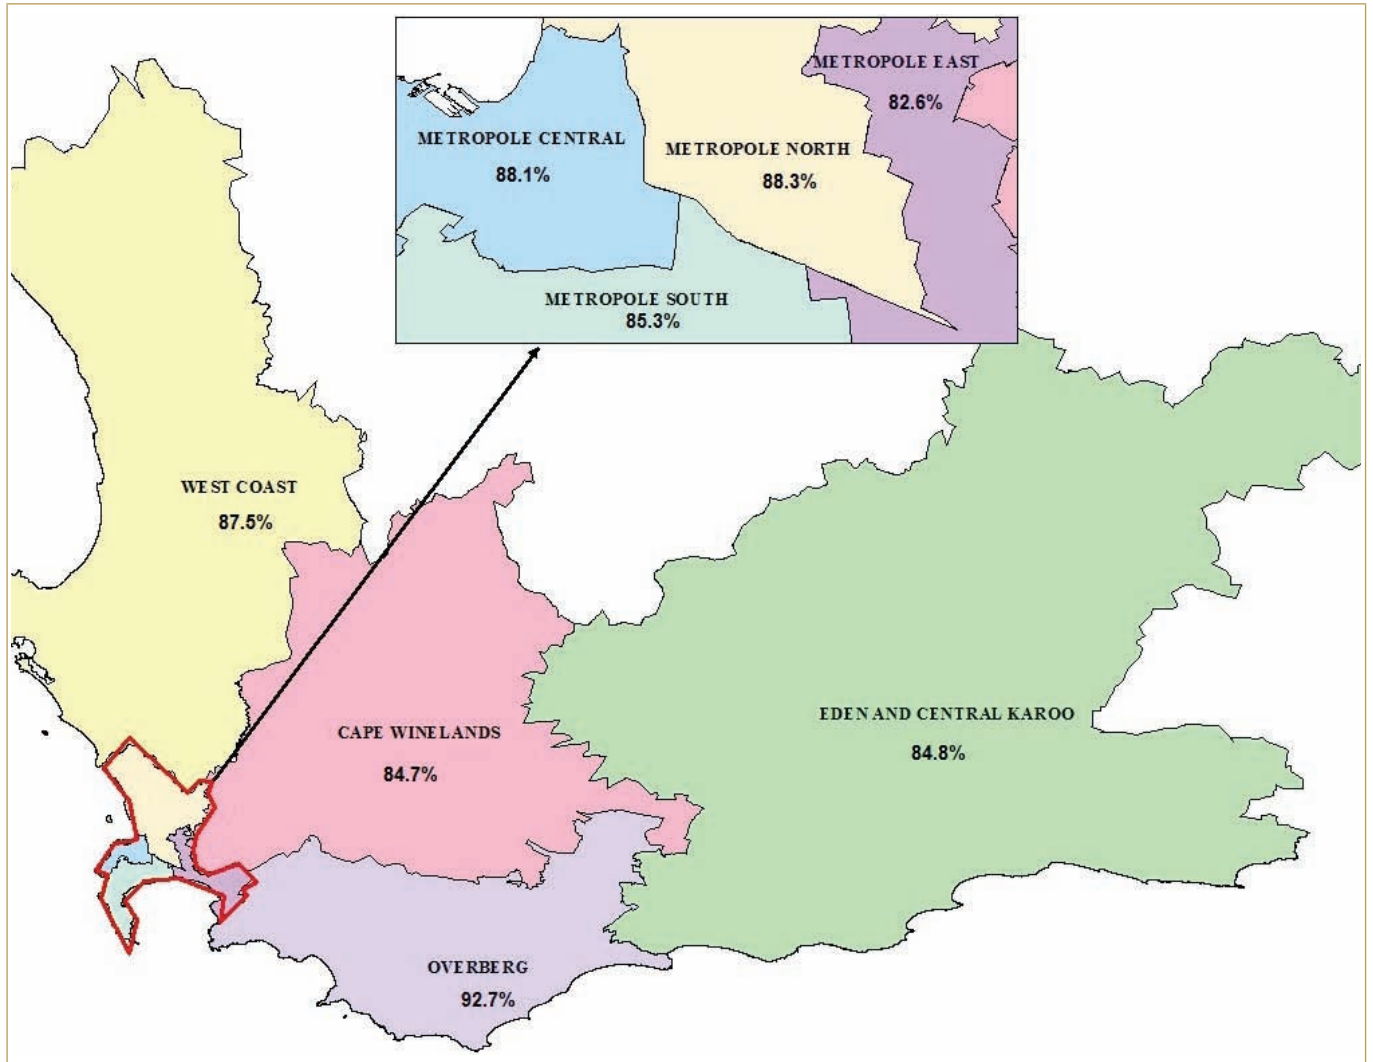 METROPOLE EAST
82.6%
METROPOLE CENTRAL
88.1%
METROPOLE NORTH
88.3%
METROPOLE SOUTH
85.3%
WEST COAST
87.5%
CAPE WINELANDS
84.7%
EDEN AND CENTRAL KAROO
84.8%
OVERBERG
92.7%